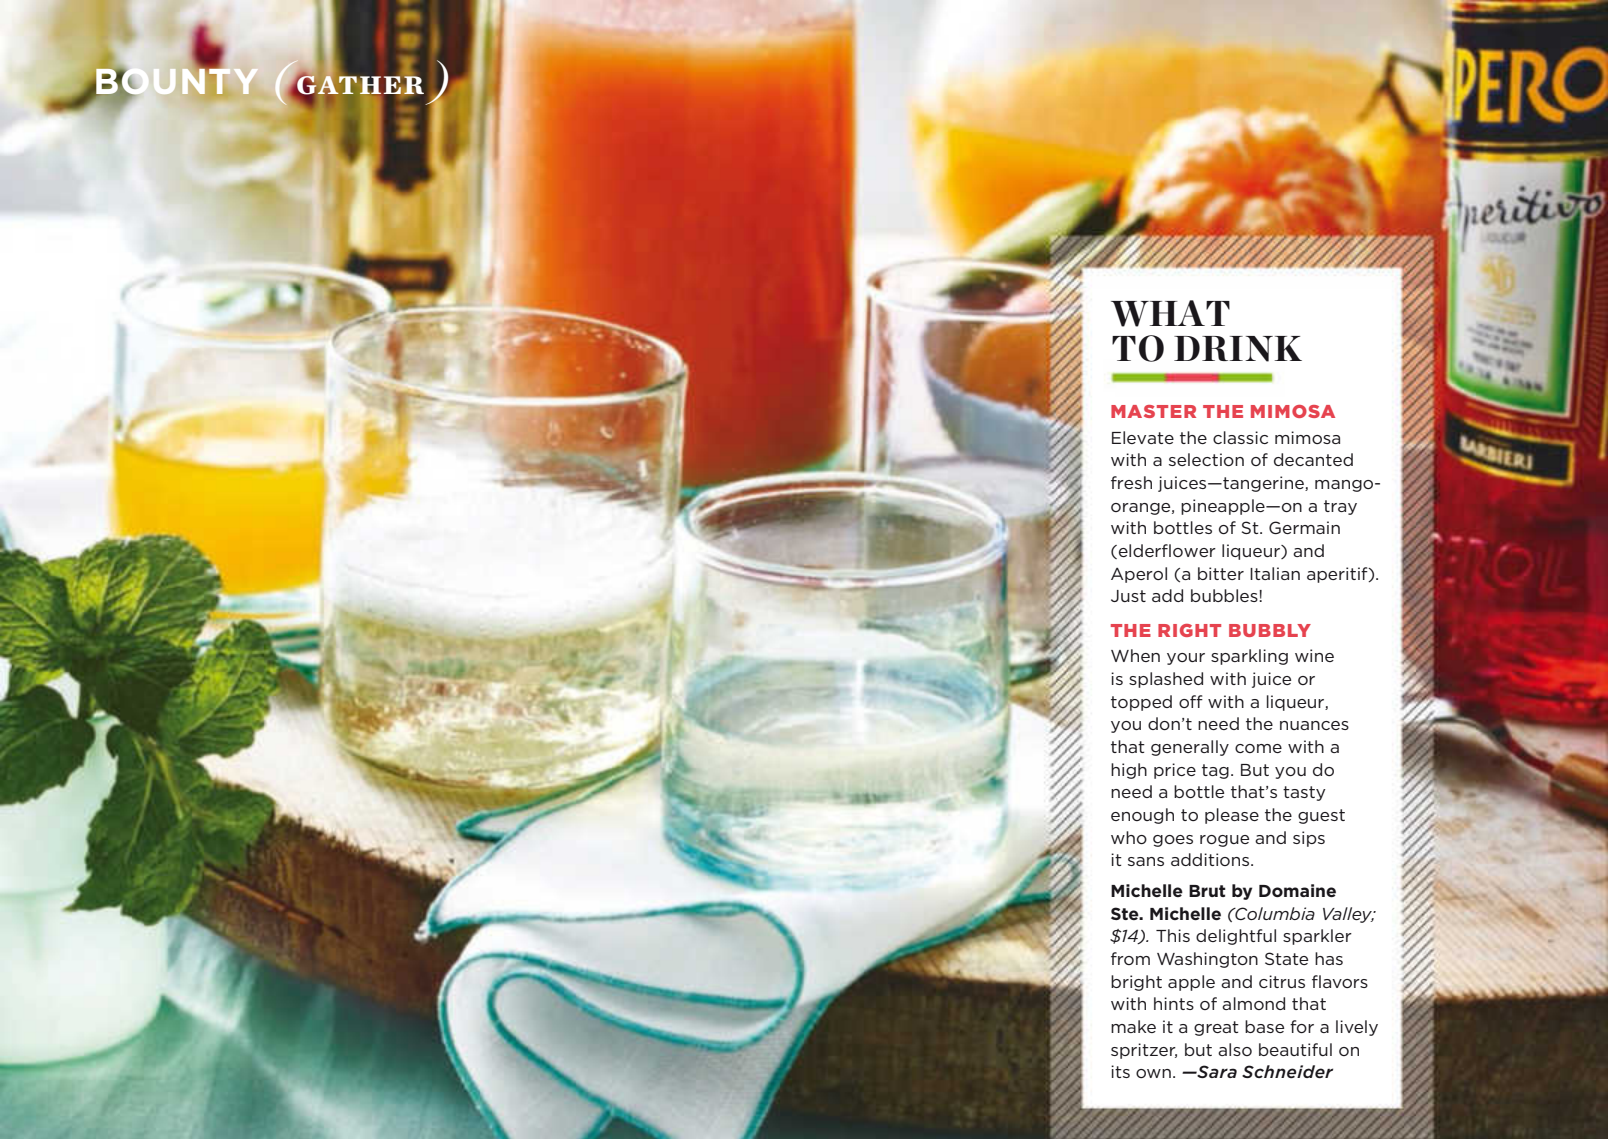 BOUNTY (GATHER)
ERMAIN
PERO
Aperitivo
LIQUEUR
BARBIERI
EROL
WHAT
TO DRINK
MASTER THE MIMOSA
Elevate the classic mimosa
with a selection of decanted
fresh juices—tangerine, mango-
orange, pineapple—on a tray
with bottles of St. Germain
(elderflower liqueur) and
Aperol (a bitter Italian aperitif).
Just add bubbles!
THE RIGHT BUBBLY
When your sparkling wine
is splashed with juice or
topped off with a liqueur,
you don't need the nuances
that generally come with a
high price tag. But you do
need a bottle that's tasty
enough to please the guest
who goes rogue and sips
it sans additions.
Michelle Brut by Domaine
Ste. Michelle (Columbia Valley;
$14). This delightful sparkler
from Washington State has
bright apple and citrus flavors
with hints of almond that
make it a great base for a lively
spritzer, but also beautiful on
its own. —Sara Schneider